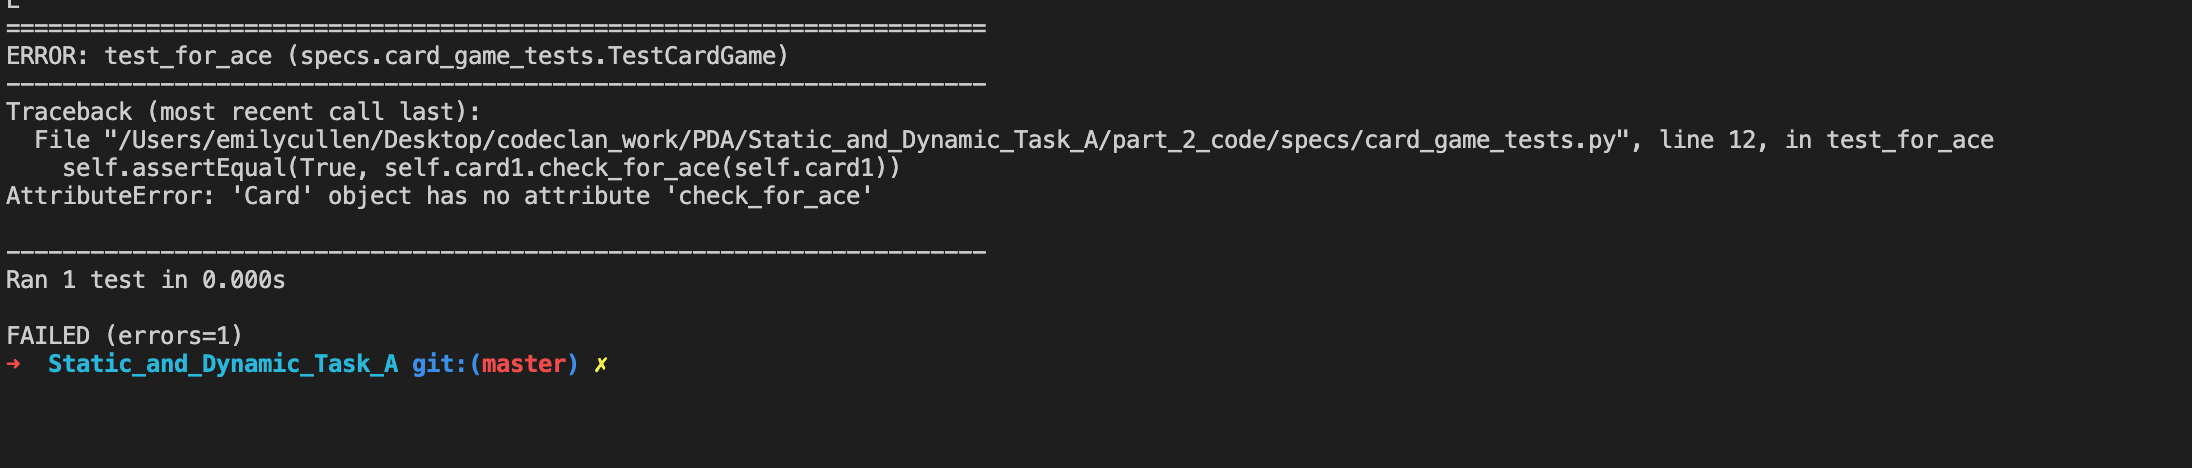 E
======================================================================
ERROR: test_for_ace (specs.card_game_tests.TestCardGame)
----------------------------------------------------------------------
Traceback (most recent call last):
  File "/Users/emilycullen/Desktop/codeclan_work/PDA/Static_and_Dynamic_Task_A/part_2_code/specs/card_game_tests.py", line 12, in test_for_ace
    self.assertEqual(True, self.card1.check_for_ace(self.card1))
AttributeError: 'Card' object has no attribute 'check_for_ace'

----------------------------------------------------------------------
Ran 1 test in 0.000s

FAILED (errors=1)
➜  Static_and_Dynamic_Task_A git:(master) ✗